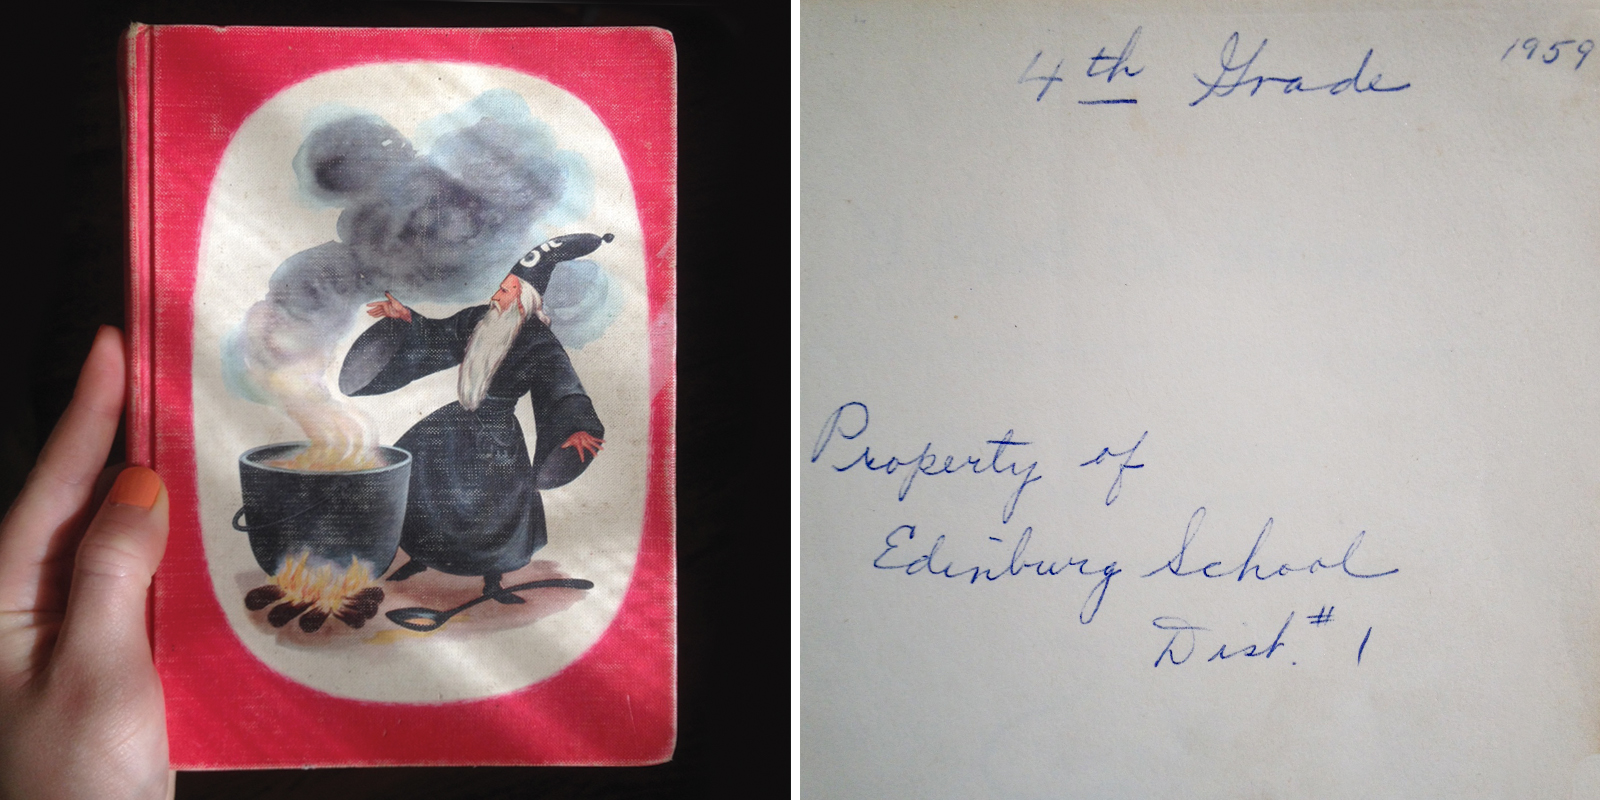 4th Grade 1959
Property of
Edinburg School
Dist. # 1